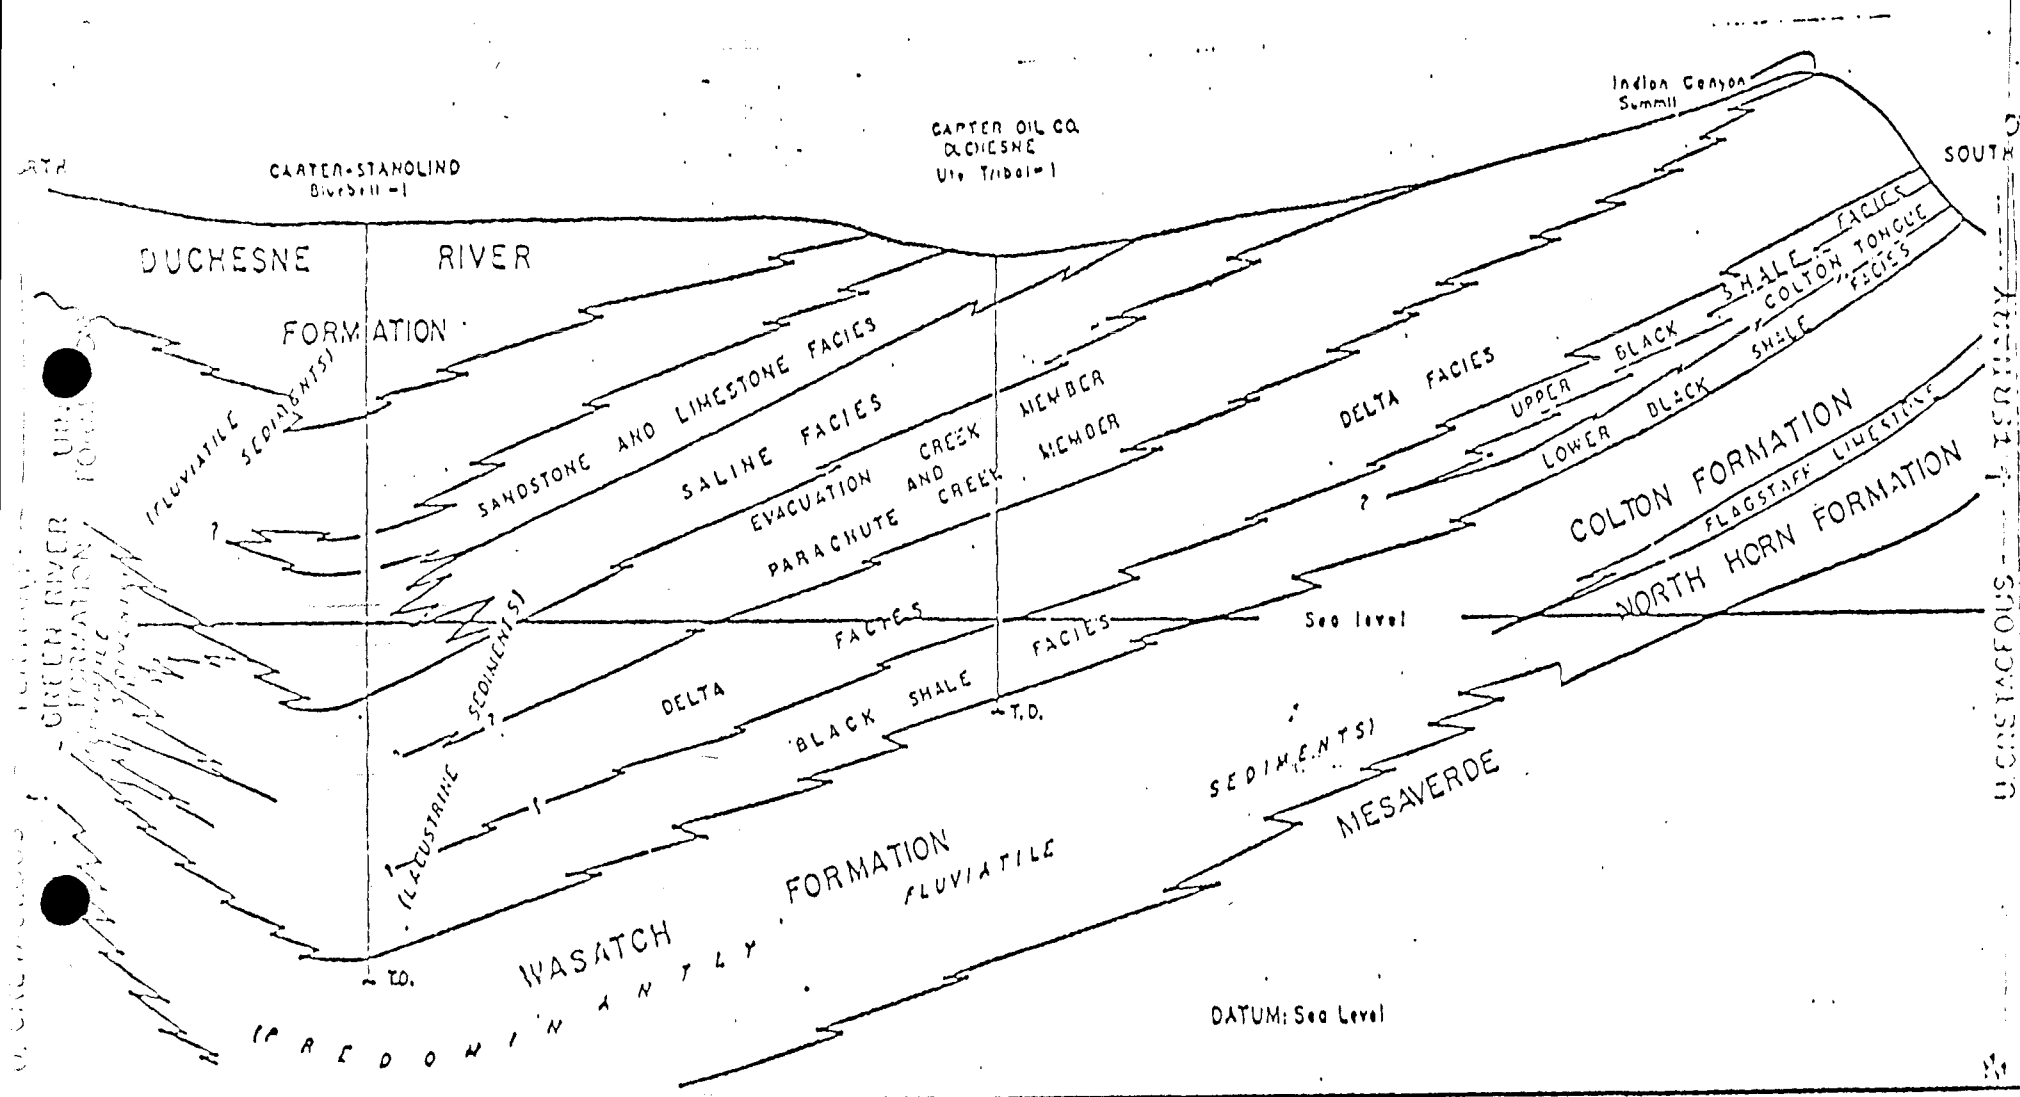 Indian Canyon
Summit
CARTER OIL CO.
DUCHESNE
Ute Tribal-1
CARTER-STANOLIND
Bluebell-1
SOUTH
DUCHESNE RIVER
FORMATION
(FLUVIATILE
SEDIMENTS)
SANDSTONE AND LIMESTONE FACIES
SALINE FACIES
EVACUATION CREEK MEMBER
AND
PARACHUTE CREEK MEMBER
DELTA FACIES
UPPER BLACK SHALE FACIES
COLTON TONGUE
LOWER BLACK SHALE FACIES
COLTON FORMATION
FLAGSTAFF LIMESTONE
NORTH HORN FORMATION
?
?
Sea level
DELTA FACIES
BLACK SHALE FACIES
T.D.
(LACUSTRINE SEDIMENTS)
?
?
GREEN RIVER
FORMATION
T.D.
WASATCH FORMATION
(PREDOMINANTLY FLUVIATILE SEDIMENTS)
MESAVERDE
DATUM: Sea Level
TERTIARY